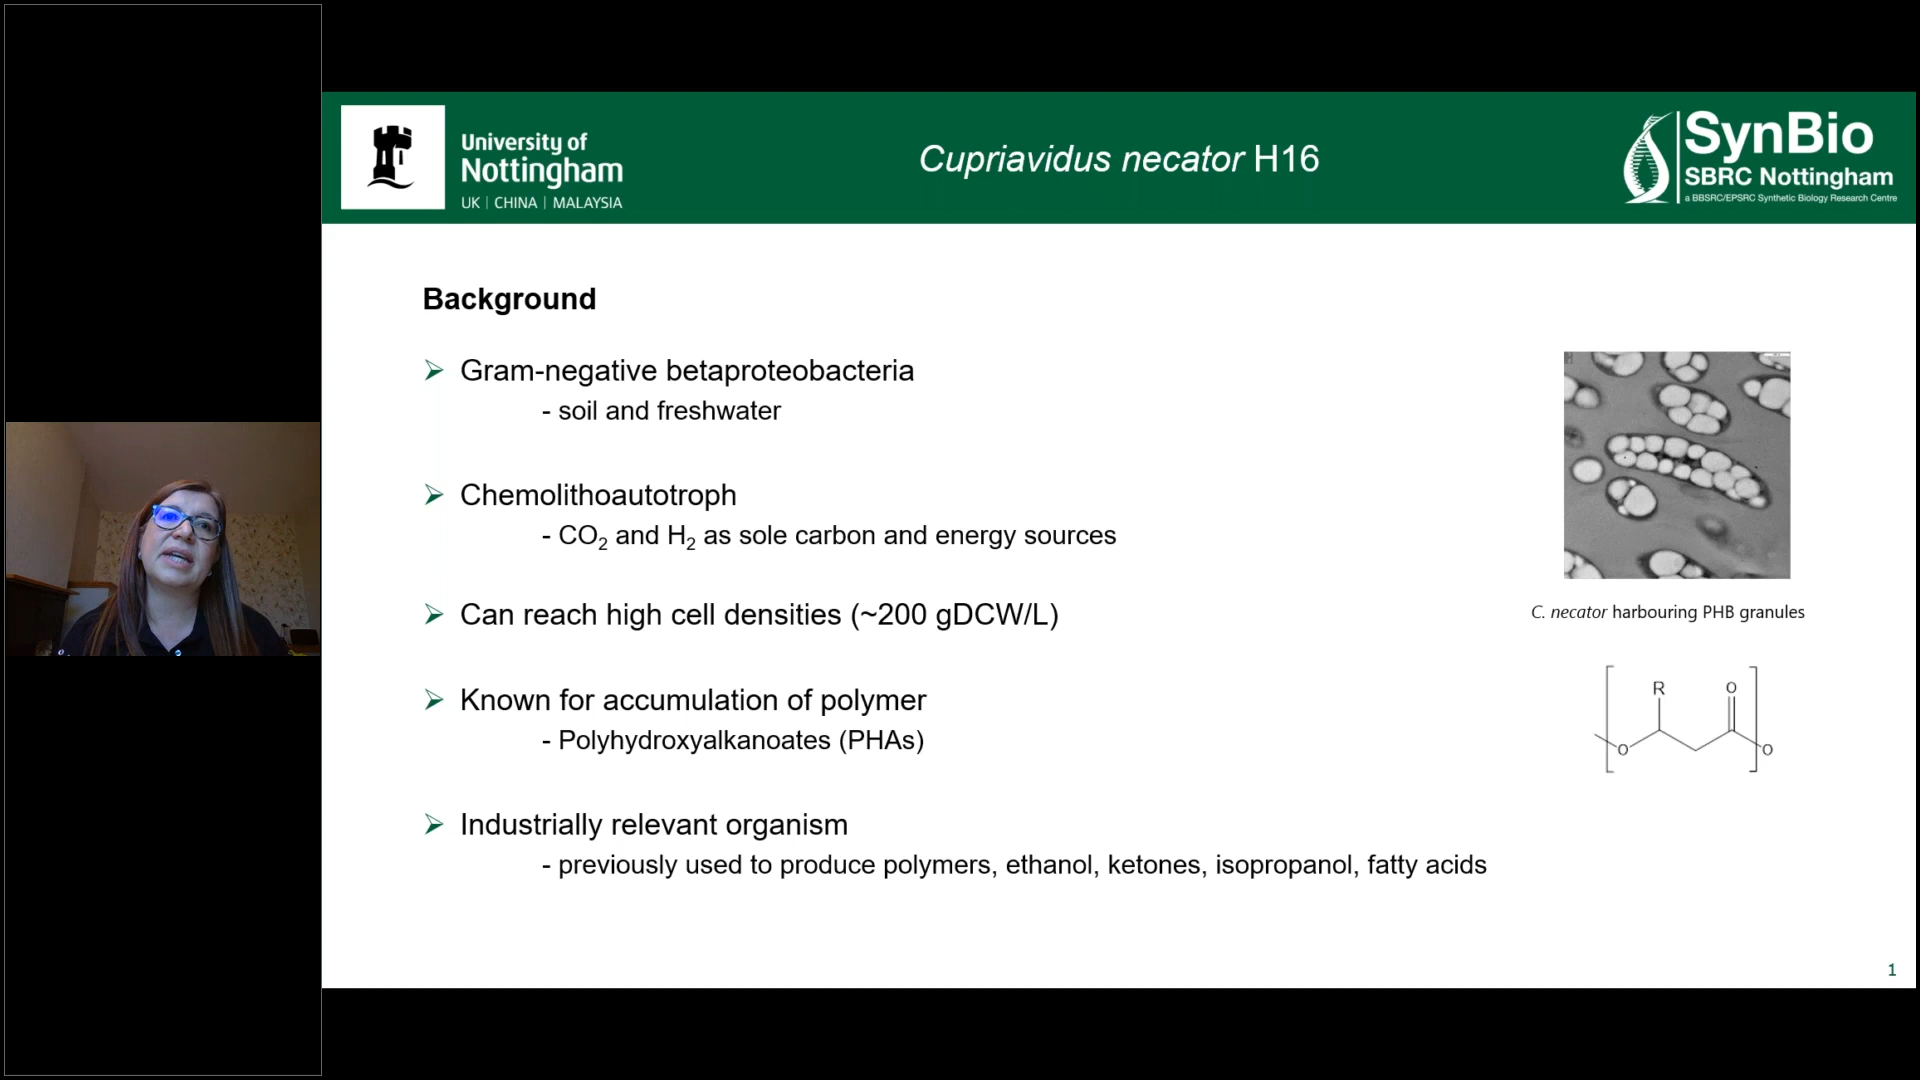 University of
Nottingham
UK | CHINA | MALAYSIA
Cupriavidus necator H16
SynBio
SBRC Nottingham
a BBSRC/EPSRC Synthetic Biology Research Centre
Background
➢ Gram-negative betaproteobacteria
- soil and freshwater
➢ Chemolithoautotroph
- CO₂ and H₂ as sole carbon and energy sources
➢ Can reach high cell densities (~200 gDCW/L)
➢ Known for accumulation of polymer
- Polyhydroxyalkanoates (PHAs)
➢ Industrially relevant organism
- previously used to produce polymers, ethanol, ketones, isopropanol, fatty acids
C. necator harbouring PHB granules
R O
O O
1